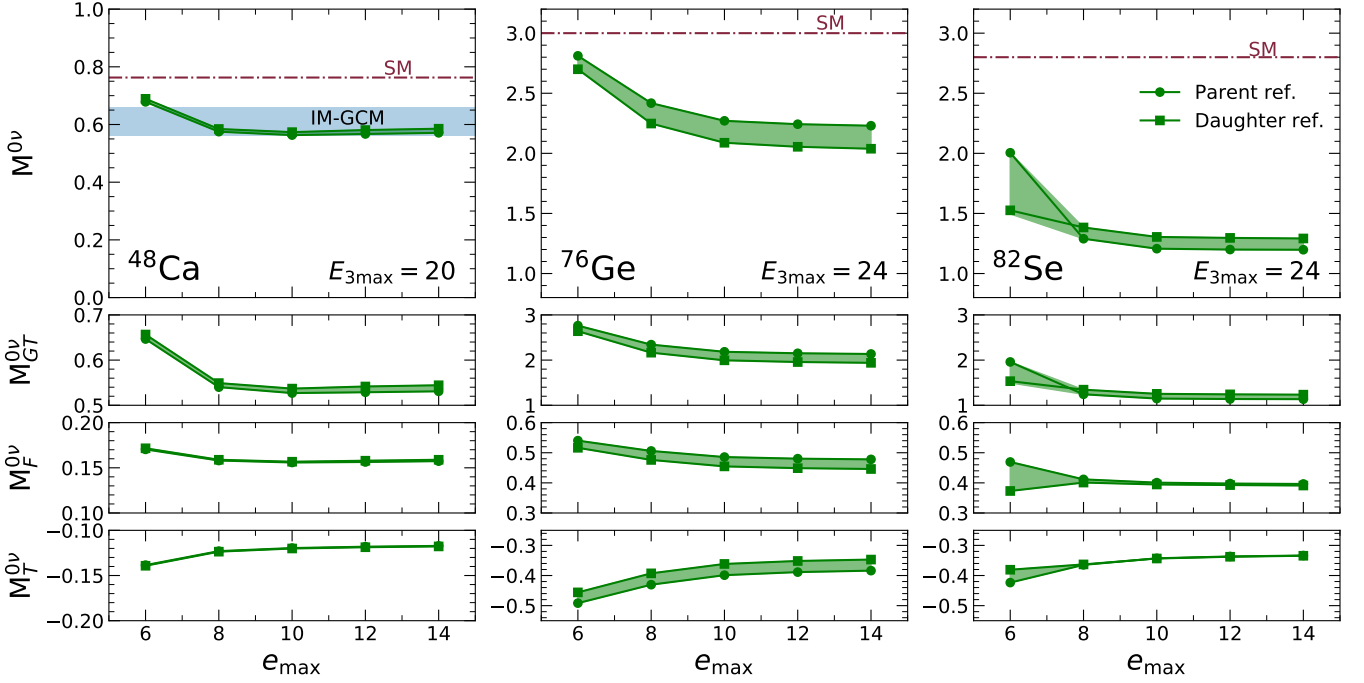 M⁰ᵛ
1.0
0.8
0.6
0.4
0.2
0.0
SM
IM-GCM
⁴⁸Ca
E₃ₘₐₓ = 20
3.0
2.5
2.0
1.5
1.0
SM
⁷⁶Ge
E₃ₘₐₓ = 24
3.0
2.5
2.0
1.5
1.0
SM
Parent ref.
Daughter ref.
⁸²Se
E₃ₘₐₓ = 24
M⁰ᵛ_GT
0.7
0.6
0.5
3
2
1
3
2
1
M⁰ᵛ_F
0.20
0.15
0.10
0.6
0.5
0.4
0.3
0.6
0.5
0.4
0.3
M⁰ᵛ_T
−0.10
−0.15
−0.20
−0.3
−0.4
−0.5
−0.3
−0.4
−0.5
6 8 10 12 14
6 8 10 12 14
6 8 10 12 14
eₘₐₓ
eₘₐₓ
eₘₐₓ